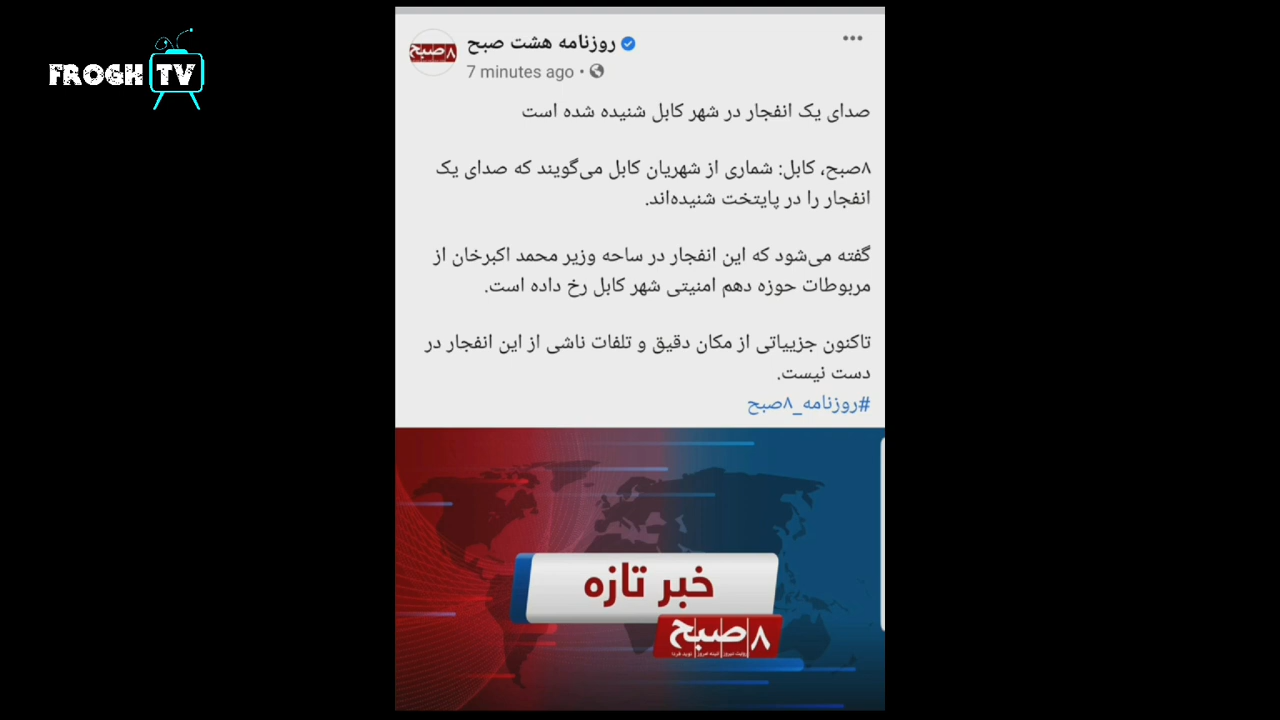 FROGH TV
۸صبح
روزنامه هشت صبح
7 minutes ago •
صدای یک انفجار در شهر کابل شنیده شده است
۸صبح، کابل: شماری از شهریان کابل می‌گویند که صدای یک
انفجار را در پایتخت شنیده‌اند.
گفته می‌شود که این انفجار در ساحه وزیر محمد اکبرخان از
مربوطات حوزه دهم امنیتی شهر کابل رخ داده است.
تاکنون جزییاتی از مکان دقیق و تلفات ناشی از این انفجار در
دست نیست.
#روزنامه_۸صبح
خبر تازه
۸صبح